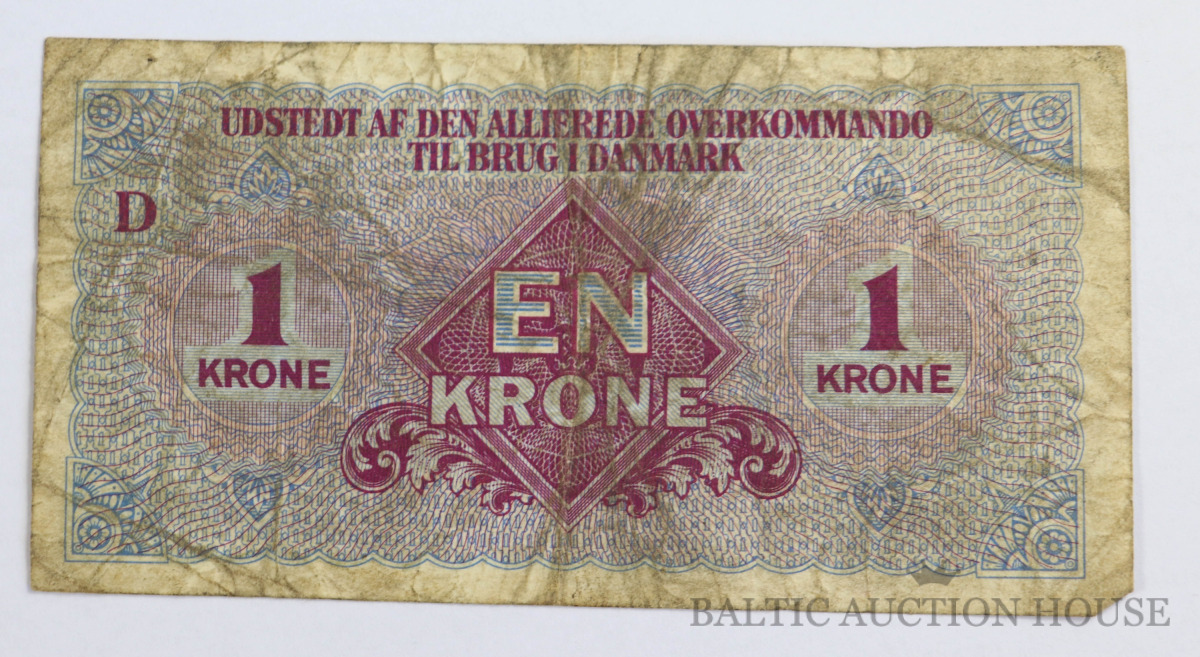 UDSTEDT AF DEN ALLIEREDE OVERKOMMANDO
TIL BRUG I DANMARK
D
1
KRONE
EN
KRONE
1
KRONE
BALTIC AUCTION HOUSE